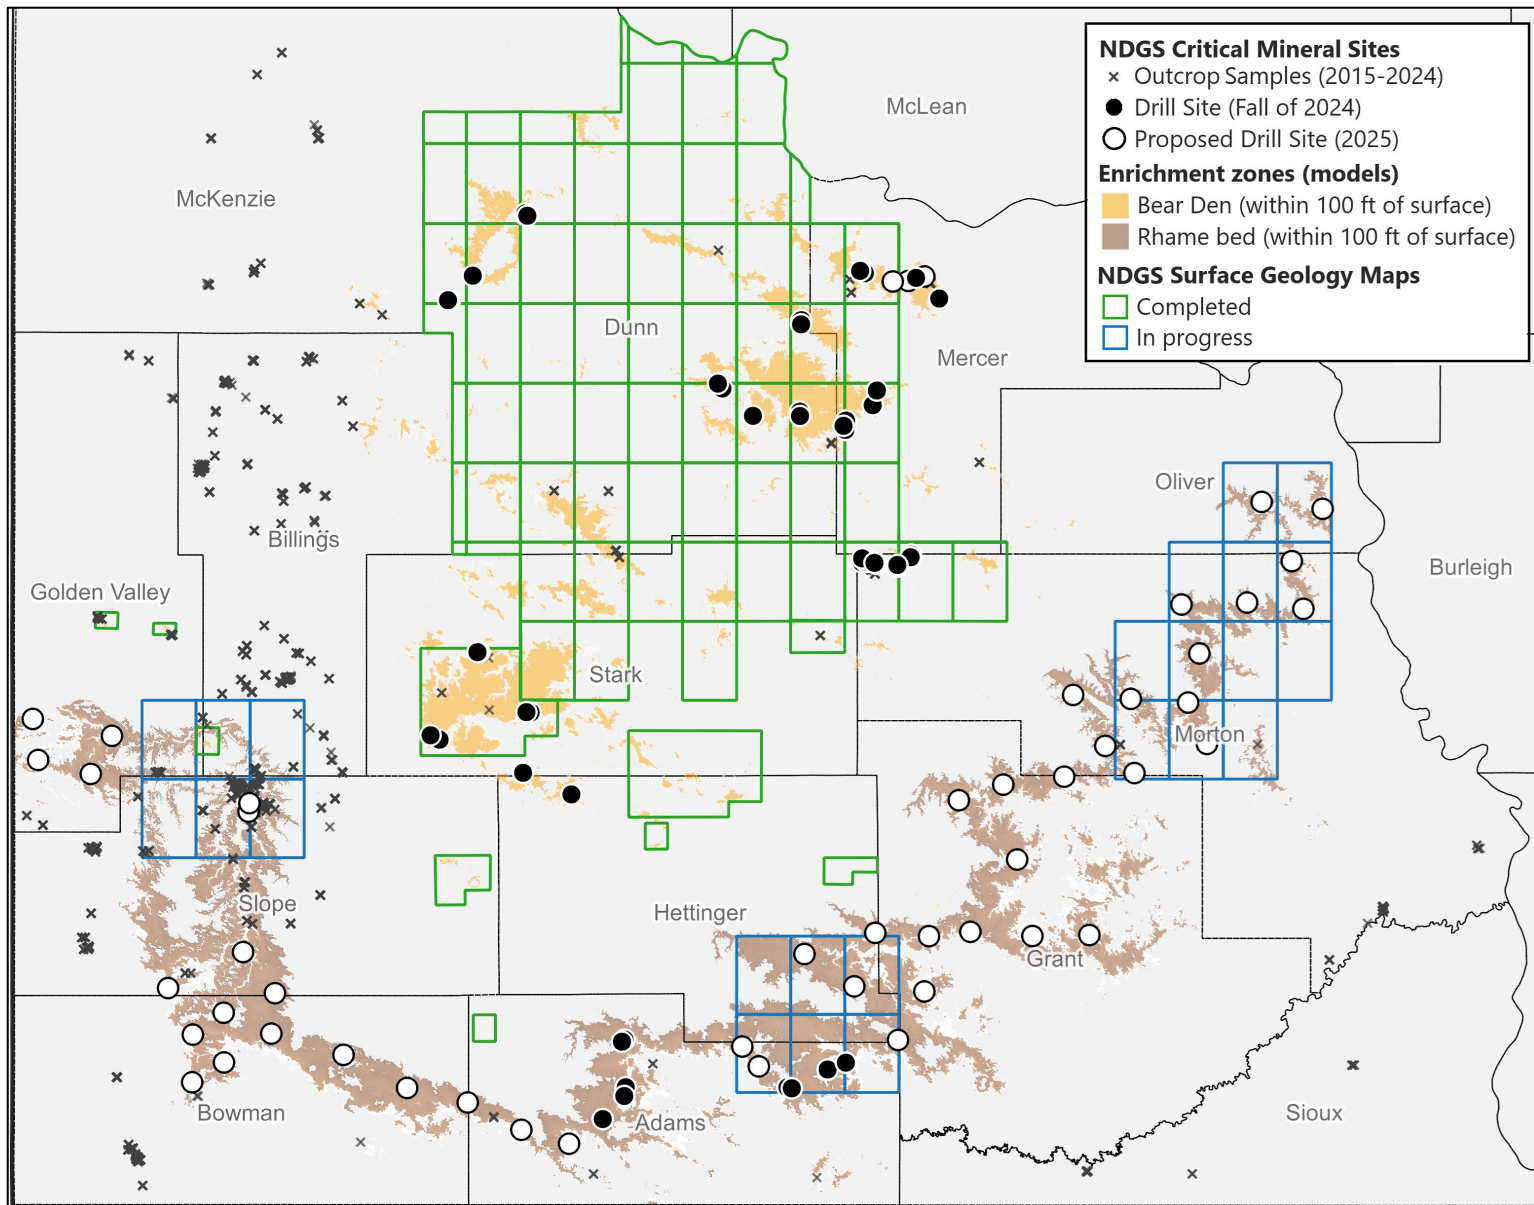 NDGS Critical Mineral Sites
Outcrop Samples (2015-2024)
Drill Site (Fall of 2024)
Proposed Drill Site (2025)
Enrichment zones (models)
Bear Den (within 100 ft of surface)
Rhame bed (within 100 ft of surface)
NDGS Surface Geology Maps
Completed
In progress
McLean
McKenzie
Dunn
Mercer
Oliver
Billings
Burleigh
Golden Valley
Stark
Morton
Slope
Hettinger
Grant
Bowman
Adams
Sioux